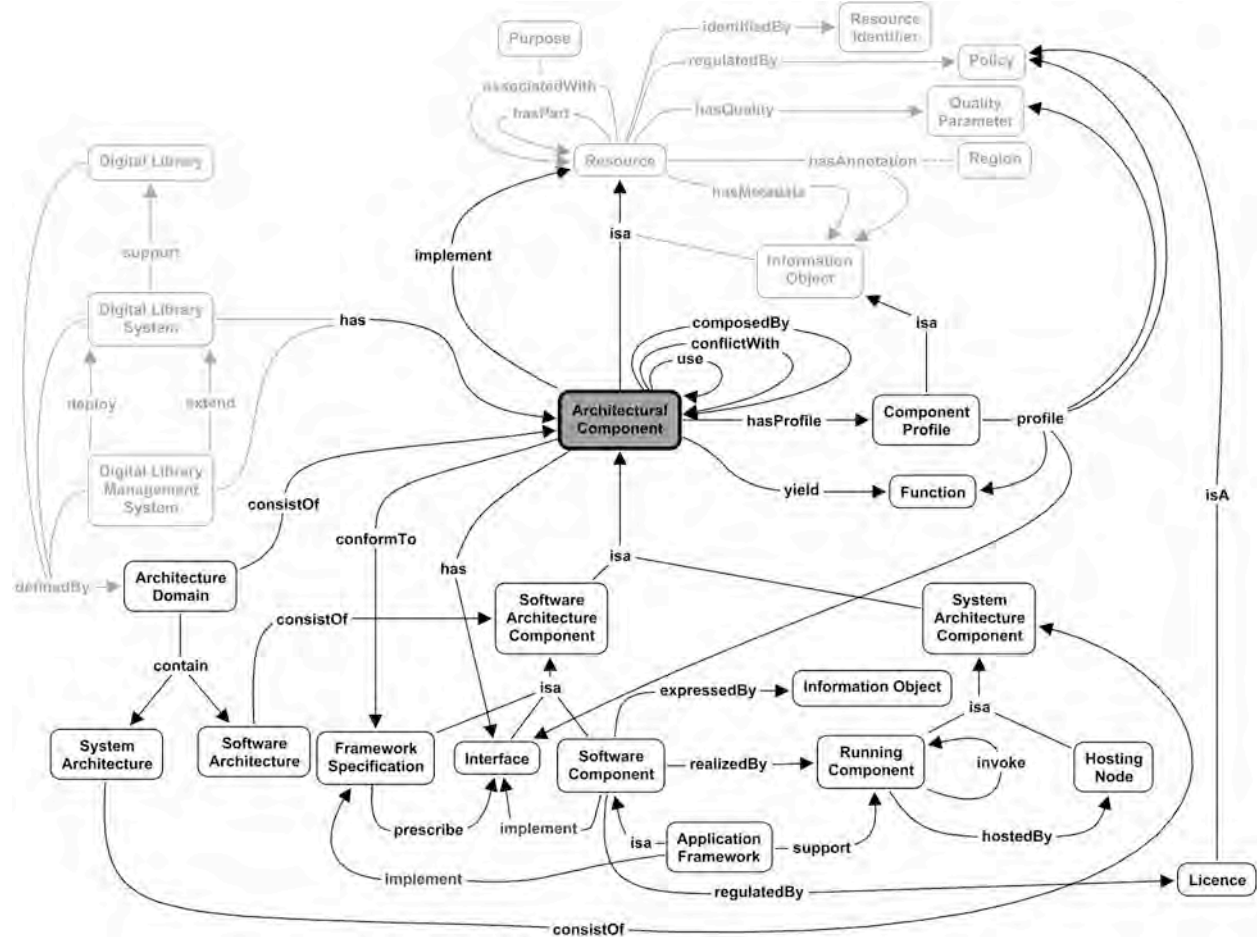 Purpose
identifiedBy
Resource
Identifier
regulatedBy
Policy
associatedWith
hasPart
hasQuality
Quality
Parameter
Digital Library
Resource
hasAnnotation
Region
hasMetadata
support
implement
isa
Information
Object
Digital Library
System
has
composedBy
conflictWith
use
isa
deploy
extend
Architectural
Component
hasProfile
Component
Profile
profile
Digital Library
Management
System
consistOf
yield
Function
isA
conformTo
has
isa
definedBy
Architecture
Domain
consistOf
Software
Architecture
Component
System
Architecture
Component
contain
isa
expressedBy
Information Object
isa
System
Architecture
Software
Architecture
Framework
Specification
Interface
Software
Component
realizedBy
Running
Component
invoke
Hosting
Node
prescribe
implement
isa
Application
Framework
support
hostedBy
implement
regulatedBy
Licence
consistOf